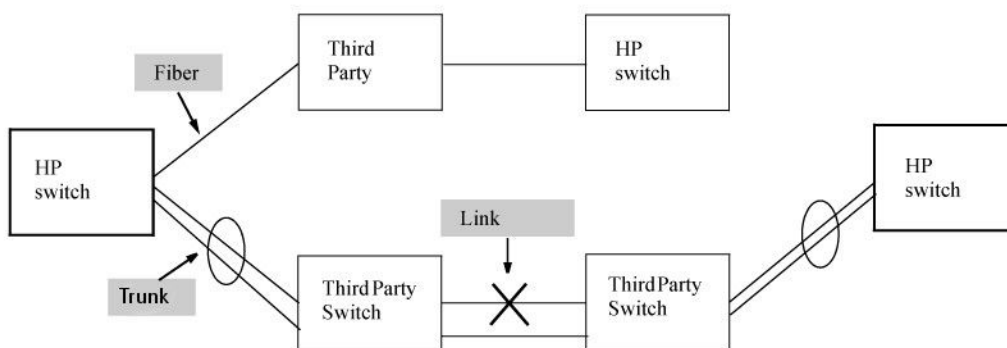 Third
Party
HP
switch
Fiber
HP
switch
HP
switch
Link
Trunk
Third Party
Switch
Third Party
Switch